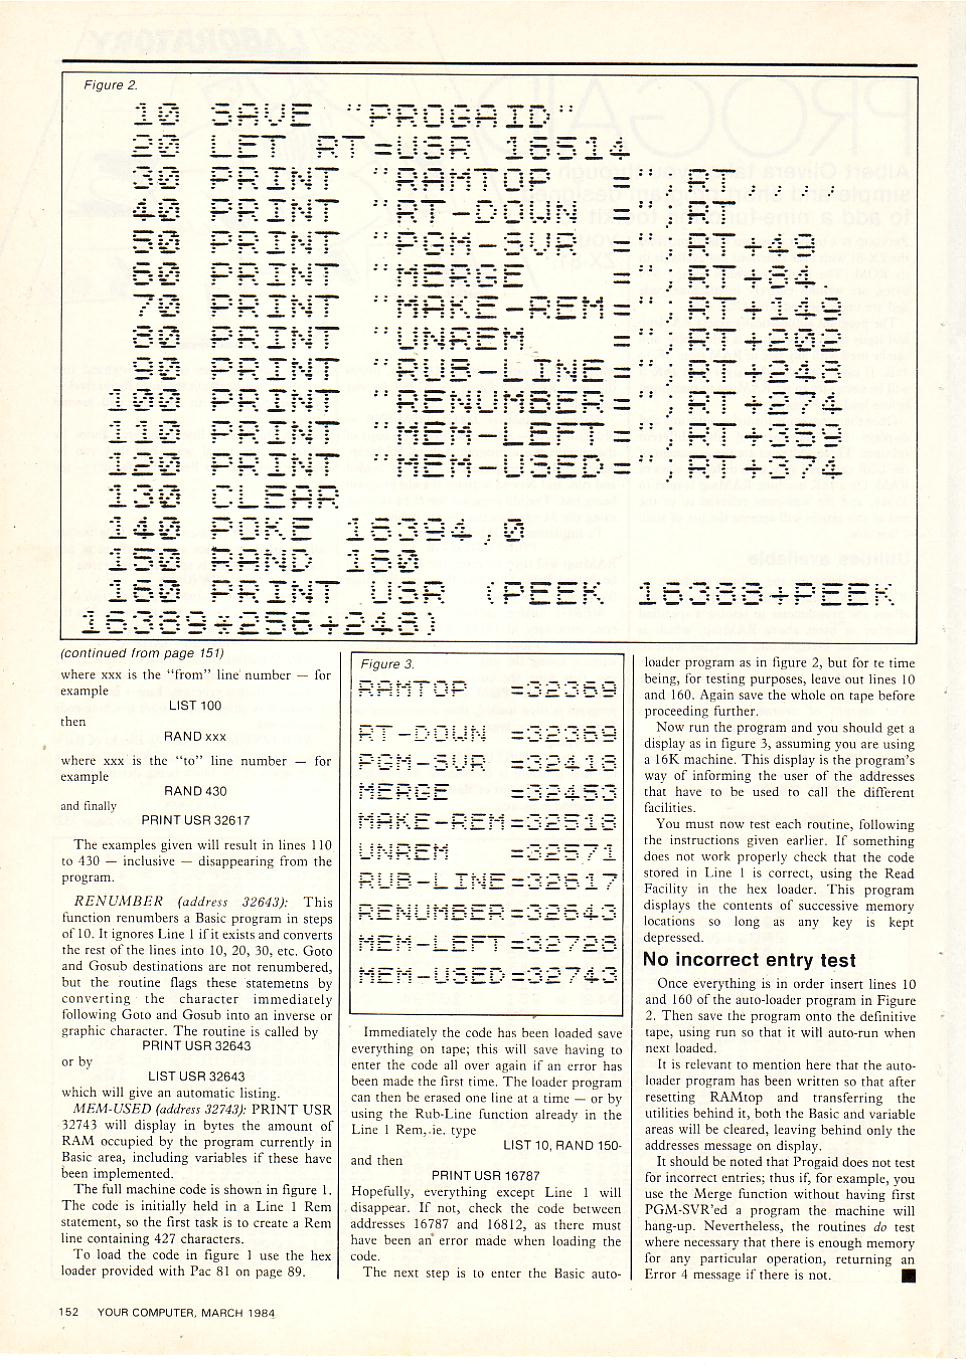 Figure 2.
10 SAVE "PROGAID"
20 LET RT=USR 16514
30 PRINT "RAMTOP =";RT
40 PRINT "RT-DOWN =";RT
50 PRINT "PGM-SVR =";RT+49
60 PRINT "MERGE =";RT+84
70 PRINT "MAKE-REM=";RT+149
80 PRINT "UNREM =";RT+202
90 PRINT "RUB-LINE=";RT+248
100 PRINT "RENUMBER=";RT+274
110 PRINT "MEM-LEFT=";RT+359
120 PRINT "MEM-USED=";RT+374
130 CLEAR
140 POKE 16394,0
150 RAND 160
160 PRINT USR (PEEK 16388+PEEK
16389*256+248)
(continued from page 151)
where xxx is the "from" line number — for
example
LIST 100
then
RAND xxx
where xxx is the "to" line number — for
example
RAND 430
and finally
PRINT USR 32617
The examples given will result in lines 110
to 430 — inclusive — disappearing from the
program.
RENUMBER (address 32643): This
function renumbers a Basic program in steps
of 10. It ignores Line 1 if it exists and converts
the rest of the lines into 10, 20, 30, etc. Goto
and Gosub destinations are not renumbered,
but the routine flags these statemetns by
converting the character immediately
following Goto and Gosub into an inverse or
graphic character. The routine is called by
PRINT USR 32643
or by
LIST USR 32643
which will give an automatic listing.
MEM-USED (address 32743): PRINT USR
32743 will display in bytes the amount of
RAM occupied by the program currently in
Basic area, including variables if these have
been implemented.
The full machine code is shown in figure 1.
The code is initially held in a Line 1 Rem
statement, so the first task is to create a Rem
line containing 427 characters.
To load the code in figure 1 use the hex
loader provided with Pac 81 on page 89.
Figure 3.
RAMTOP =32369
RT-DOWN =32369
PGM-SVR =32418
MERGE =32453
MAKE-REM=32518
UNREM =32571
RUB-LINE=32617
RENUMBER=32643
MEM-LEFT=32728
MEM-USED=32743
Immediately the code has been loaded save
everything on tape; this will save having to
enter the code all over again if an error has
been made the first time. The loader program
can then be erased one line at a time — or by
using the Rub-Line function already in the
Line 1 Rem, ie. type
LIST 10, RAND 150-
and then
PRINT USR 16787
Hopefully, everything except Line 1 will
disappear. If not, check the code between
addresses 16787 and 16812, as there must
have been an error made when loading the
code.
The next step is to enter the Basic auto-
loader program as in figure 2, but for te time
being, for testing purposes, leave out lines 10
and 160. Again save the whole on tape before
proceeding further.
Now run the program and you should get a
display as in figure 3, assuming you are using
a 16K machine. This display is the program's
way of informing the user of the addresses
that have to be used to call the different
facilities.
You must now test each routine, following
the instructions given earlier. If something
does not work properly check that the code
stored in Line 1 is correct, using the Read
Facility in the hex loader. This program
displays the contents of successive memory
locations so long as any key is kept
depressed.
No incorrect entry test
Once everything is in order insert lines 10
and 160 of the auto-loader program in Figure
2. Then save the program onto the definitive
tape, using run so that it will auto-run when
next loaded.
It is relevant to mention here that the auto-
loader program has been written so that after
resetting RAMtop and transferring the
utilities behind it, both the Basic and variable
areas will be cleared, leaving behind only the
addresses message on display.
It should be noted that Progaid does not test
for incorrect entries; thus if, for example, you
use the Merge function without having first
PGM-SVR'ed a program the machine will
hang-up. Nevertheless, the routines do test
where necessary that there is enough memory
for any particular operation, returning an
Error 4 message if there is not.
152 YOUR COMPUTER, MARCH 1984